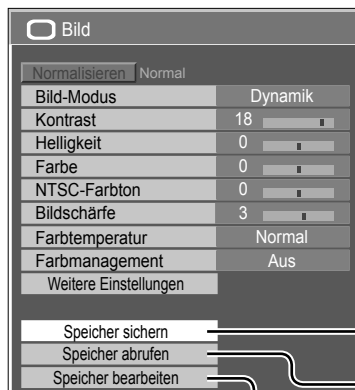 Bild
Normalisieren Normal
Bild-Modus Dynamik
Kontrast 18
Helligkeit 0
Farbe 0
NTSC-Farbton 0
Bildschärfe 3
Farbtemperatur Normal
Farbmanagement Aus
Weitere Einstellungen
Speicher sichern
Speicher abrufen
Speicher bearbeiten